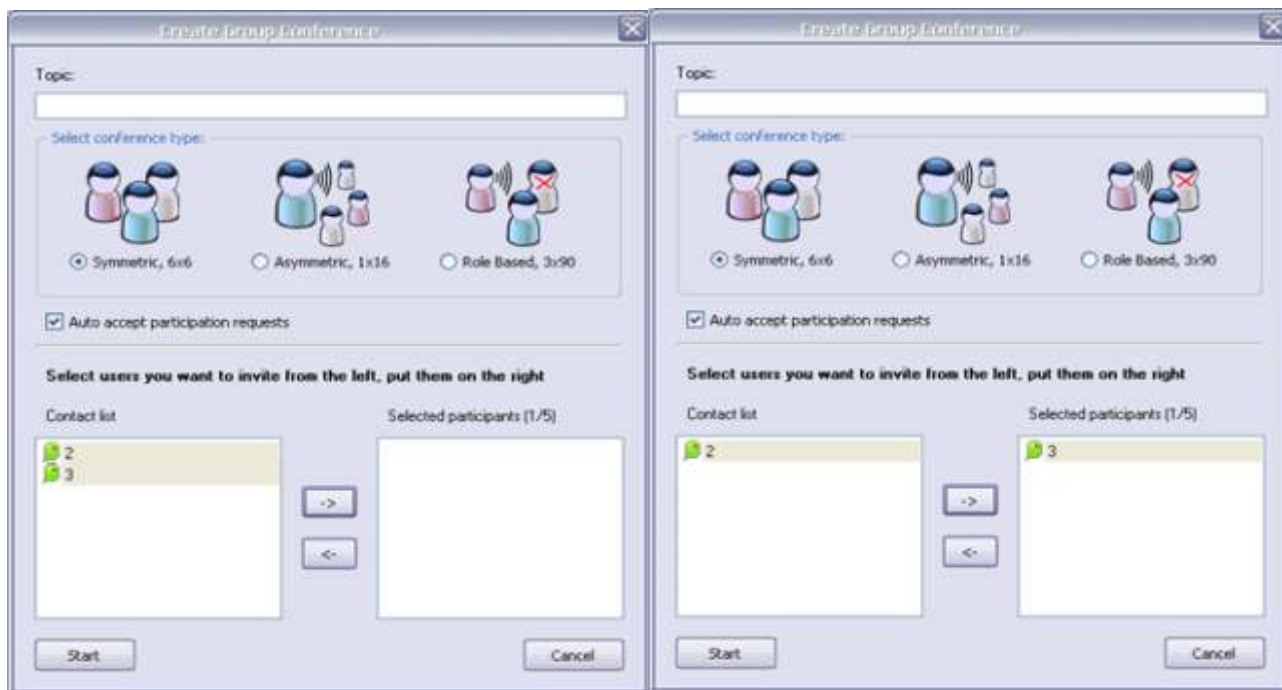 Create Group Conference
Topic:
Select conference type:
Symmetric, 6x6
Asymmetric, 1x16
Role Based, 3x90
Auto accept participation requests
Select users you want to invite from the left, put them on the right
Contact list
Selected participants (1/5)
2
3
->
<-
Start
Cancel
Create Group Conference
Topic:
Select conference type:
Symmetric, 6x6
Asymmetric, 1x16
Role Based, 3x90
Auto accept participation requests
Select users you want to invite from the left, put them on the right
Contact list
Selected participants (1/5)
2
3
->
<-
Start
Cancel